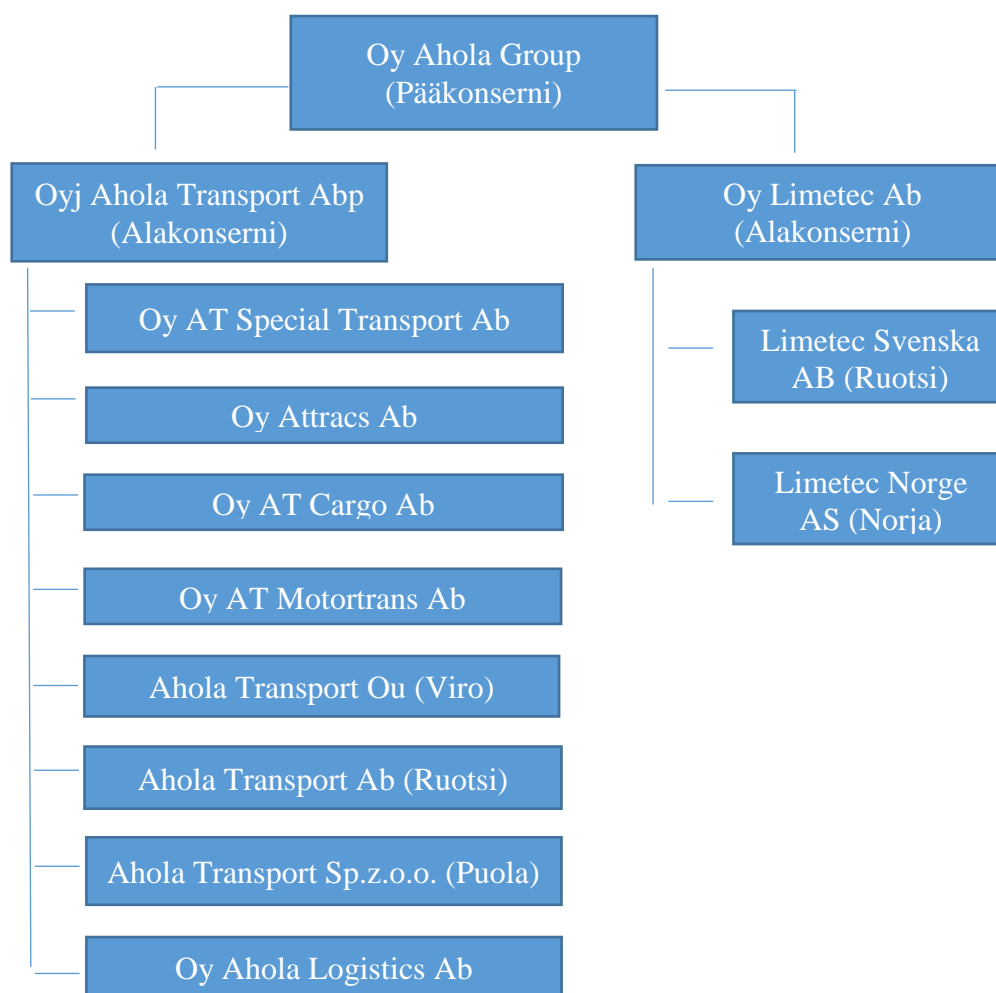 Oy Ahola Group
(Pääkonserni)
Oyj Ahola Transport Abp
(Alakonserni)
Oy AT Special Transport Ab
Oy Attracs Ab
Oy AT Cargo Ab
Oy AT Motortrans Ab
Ahola Transport Ou (Viro)
Ahola Transport Ab (Ruotsi)
Ahola Transport Sp.z.o.o. (Puola)
Oy Ahola Logistics Ab
Oy Limetec Ab
(Alakonserni)
Limetec Svenska
AB (Ruotsi)
Limetec Norge
AS (Norja)